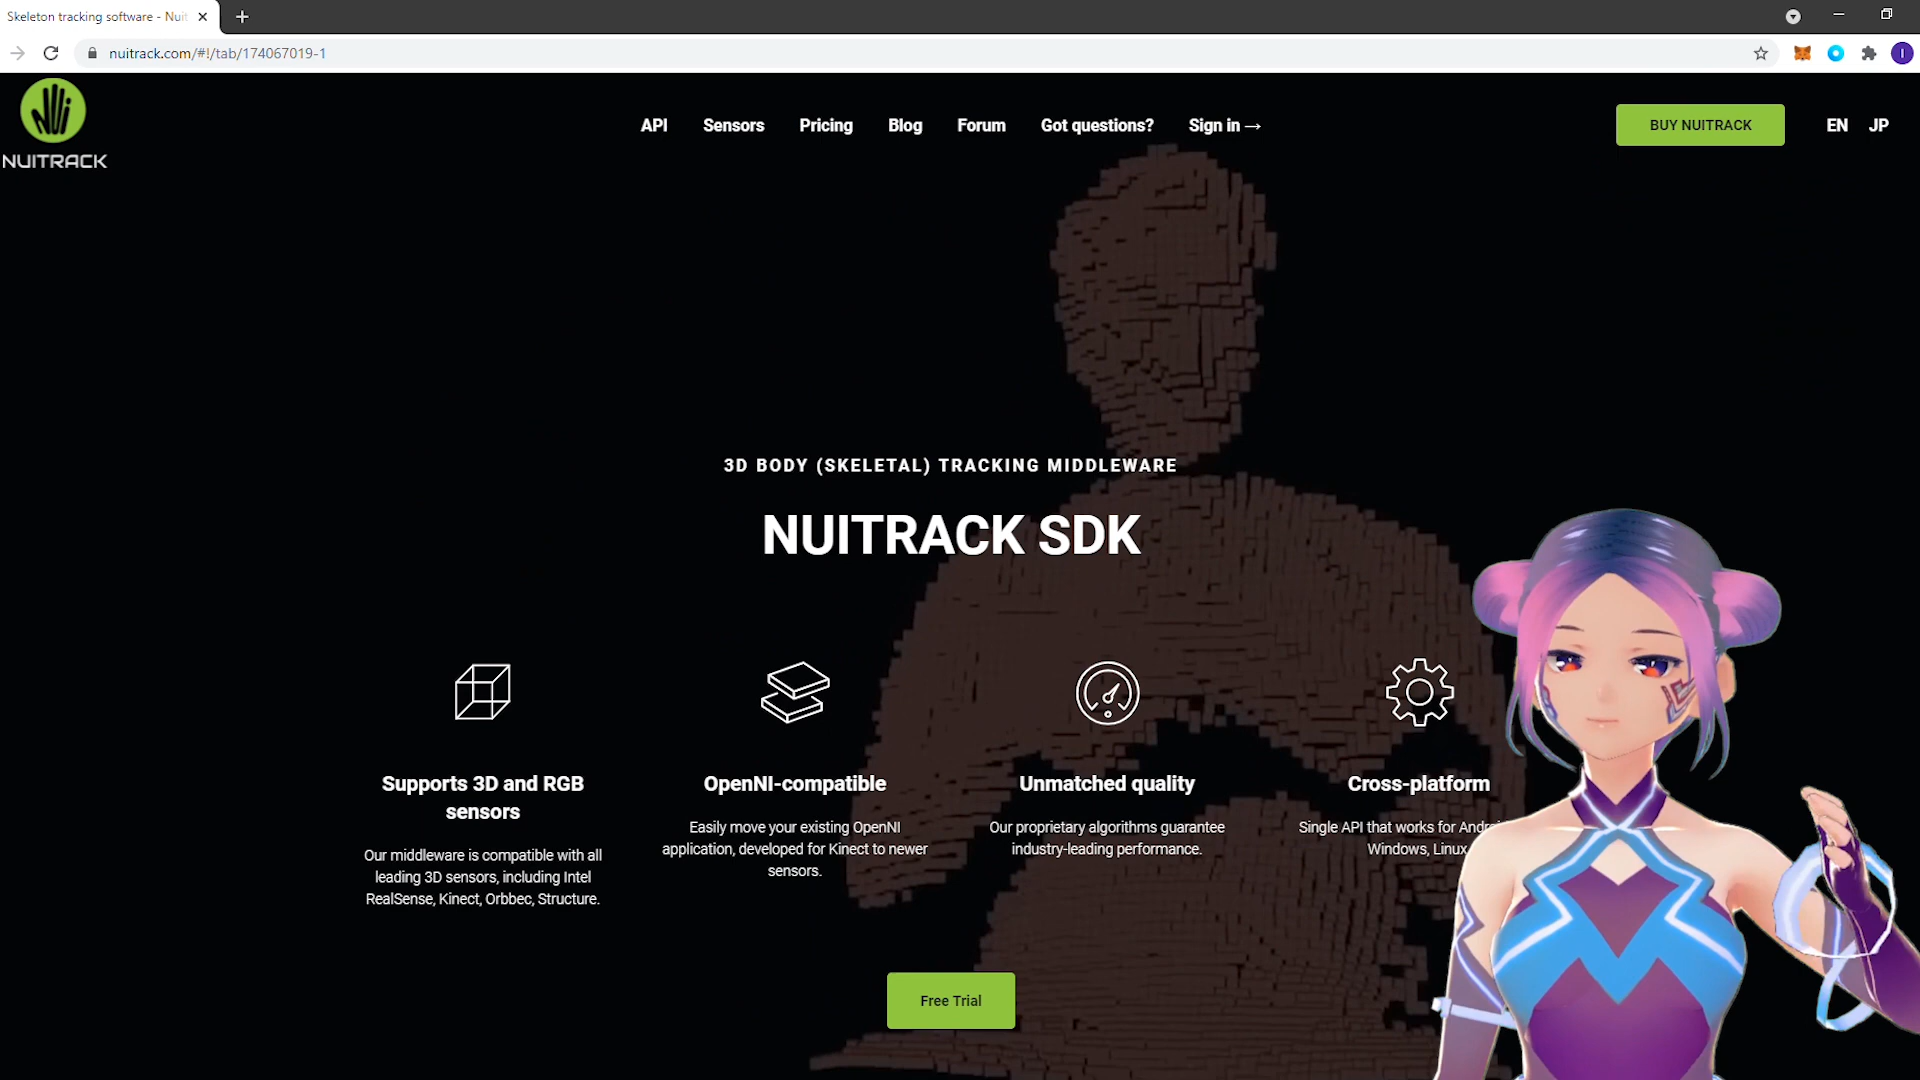 Skeleton tracking software - Nuit
nuitrack.com/#!/tab/174067019-1
I
NUITRACK
API Sensors Pricing Blog Forum Got questions? Sign in →
BUY NUITRACK
EN JP
3D BODY (SKELETAL) TRACKING MIDDLEWARE
NUITRACK SDK
Supports 3D and RGB
sensors
Our middleware is compatible with all
leading 3D sensors, including Intel
RealSense, Kinect, Orbbec, Structure.
OpenNI-compatible
Easily move your existing OpenNI
application, developed for Kinect to newer
sensors.
Unmatched quality
Our proprietary algorithms guarantee
industry-leading performance.
Cross-platform
Single API that works for
Windows, Linux
Free Trial